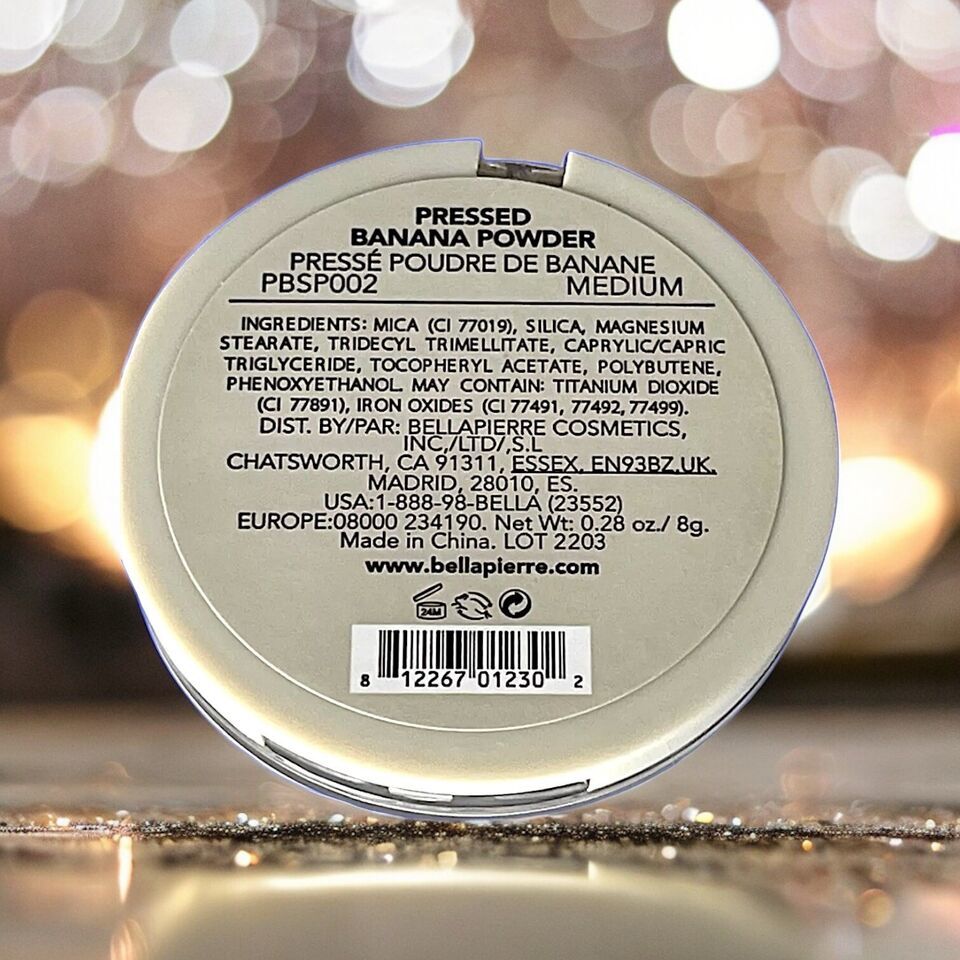 PRESSED
BANANA POWDER
PRESSÉ POUDRE DE BANANE
PBSP002 MEDIUM
INGREDIENTS: MICA (CI 77019), SILICA, MAGNESIUM
STEARATE, TRIDECYL TRIMELLITATE, CAPRYLIC/CAPRIC
TRIGLYCERIDE, TOCOPHERYL ACETATE, POLYBUTENE,
PHENOXYETHANOL. MAY CONTAIN: TITANIUM DIOXIDE
(CI 77891), IRON OXIDES (CI 77491, 77492, 77499).
DIST. BY/PAR: BELLAPIERRE COSMETICS,
INC,/LTD/,S.L
CHATSWORTH, CA 91311, ESSEX, EN93BZ,UK.
MADRID, 28010, ES.
USA:1-888-98-BELLA (23552)
EUROPE:08000 234190. Net Wt: 0.28 oz./ 8g.
Made in China. LOT 2203
www.bellapierre.com
24M
8 12267 01230 2